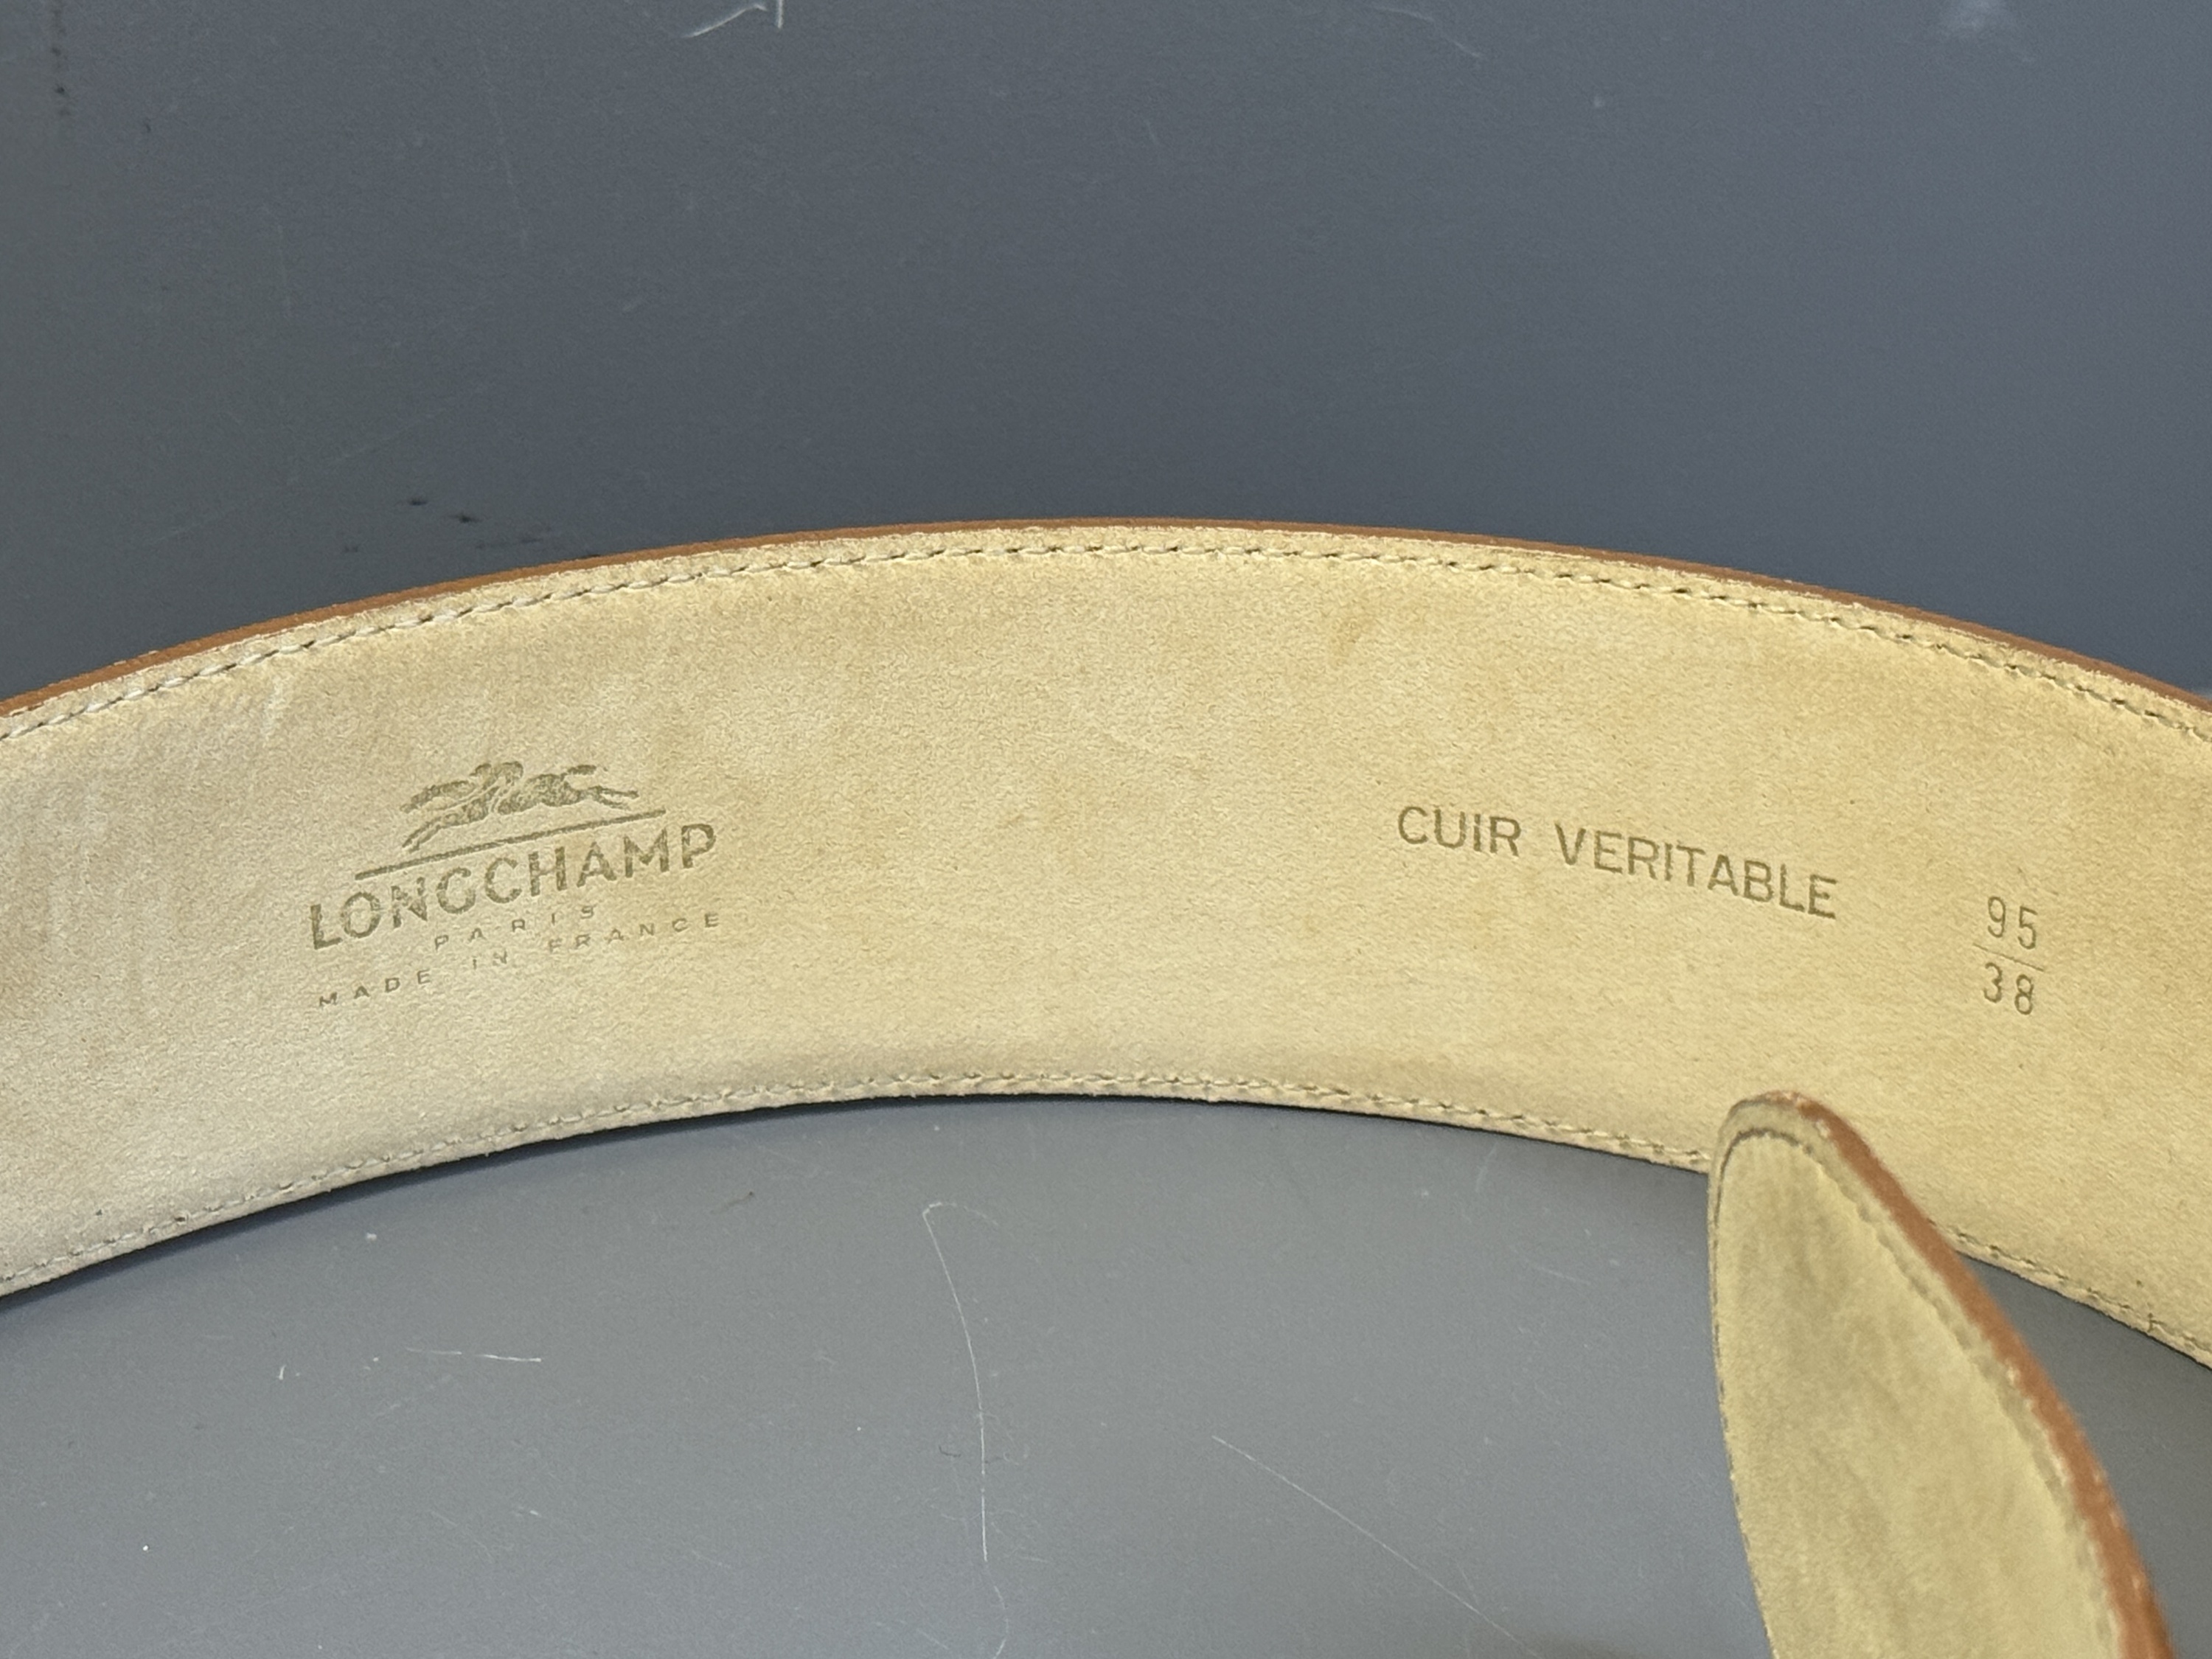 LONGCHAMP
PARIS
MADE IN FRANCE
CUIR VERITABLE
95
38